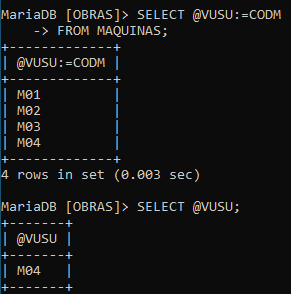 MariaDB [OBRAS]> SELECT @VUSU:=CODM
    -> FROM MAQUINAS;
+-------------+
| @VUSU:=CODM |
+-------------+
| M01         |
| M02         |
| M03         |
| M04         |
+-------------+
4 rows in set (0.003 sec)

MariaDB [OBRAS]> SELECT @VUSU;
+-------+
| @VUSU |
+-------+
| M04   |
+-------+